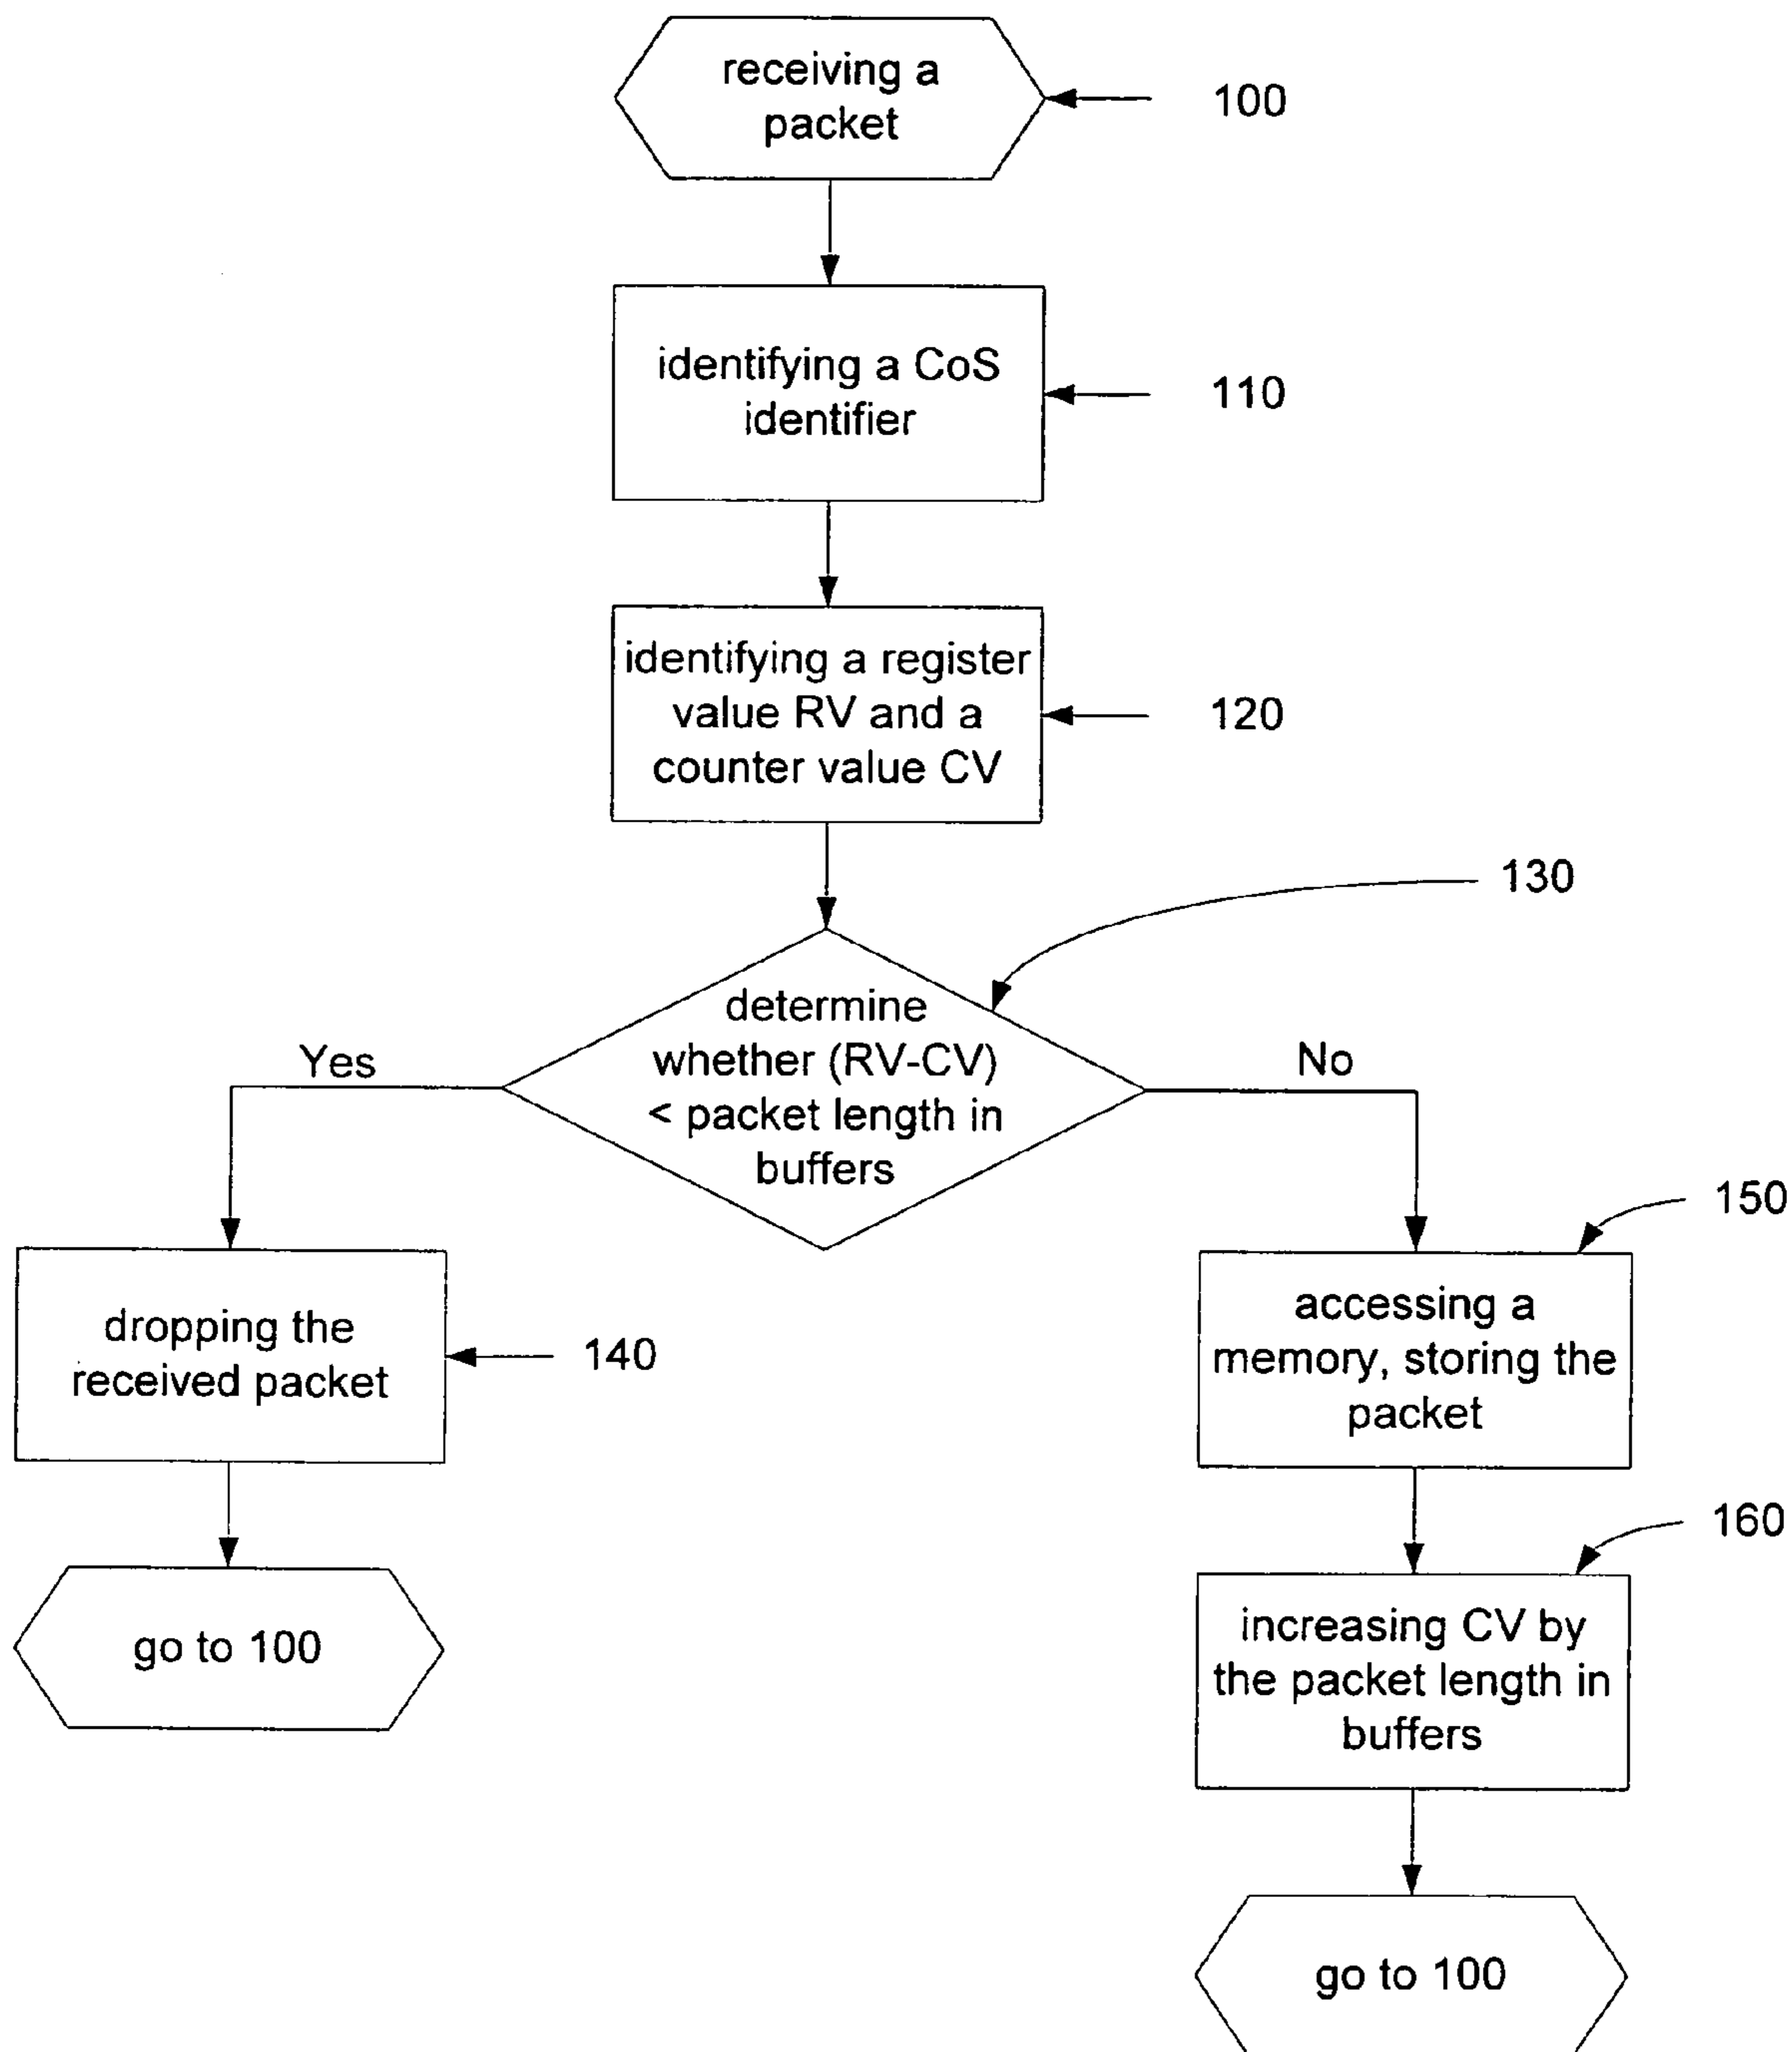 receiving a
packet
100
identifying a CoS
identifier
110
identifying a register
value RV and a
counter value CV
120
130
determine
whether (RV-CV)
< packet length in
buffers
Yes
No
150
dropping the
received packet
140
accessing a
memory, storing the
packet
160
go to 100
increasing CV by
the packet length in
buffers
go to 100